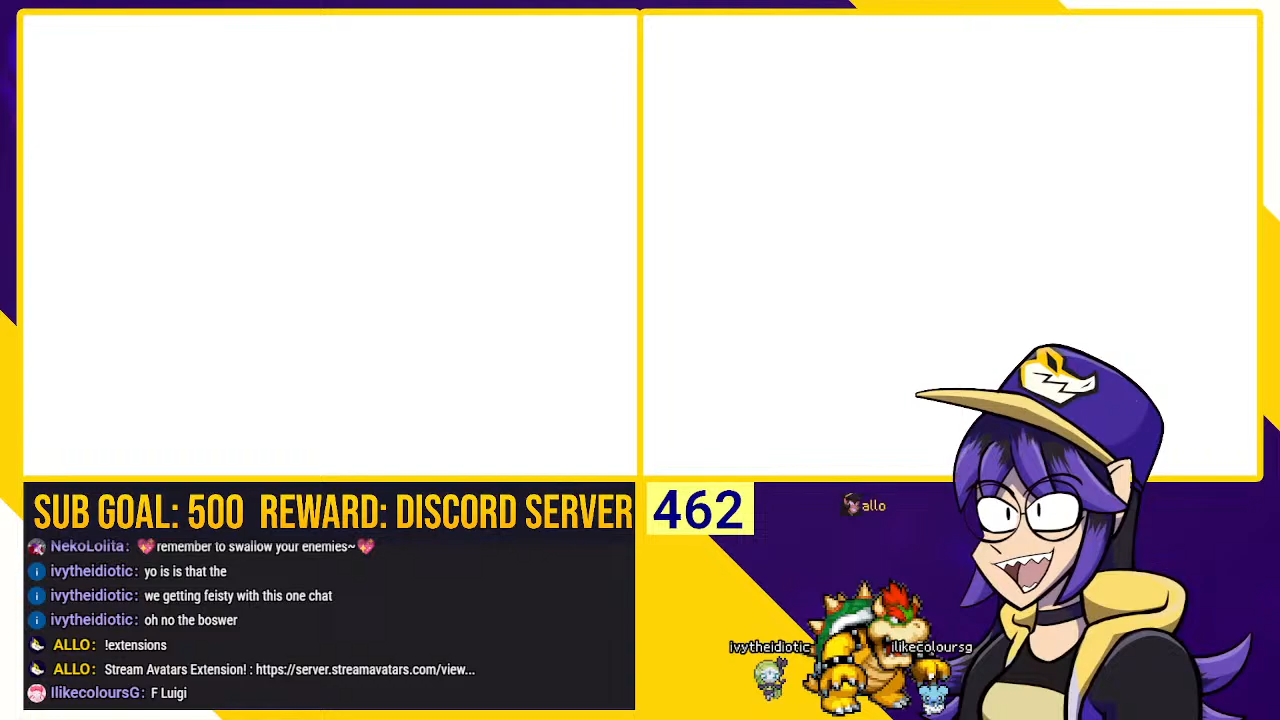 SUB GOAL: 500 REWARD: DISCORD SERVER
462
allo
NekoLolita: 💖remember to swallow your enemies~💖
ivytheidiotic: yo is is that the
ivytheidiotic: we getting feisty with this one chat
ivytheidiotic: oh no the boswer
ALLO: !extensions
ALLO: Stream Avatars Extension! : https://server.streamavatars.com/view...
IlikecoloursG: F Luigi
ivytheidiotic
ilikecoloursg